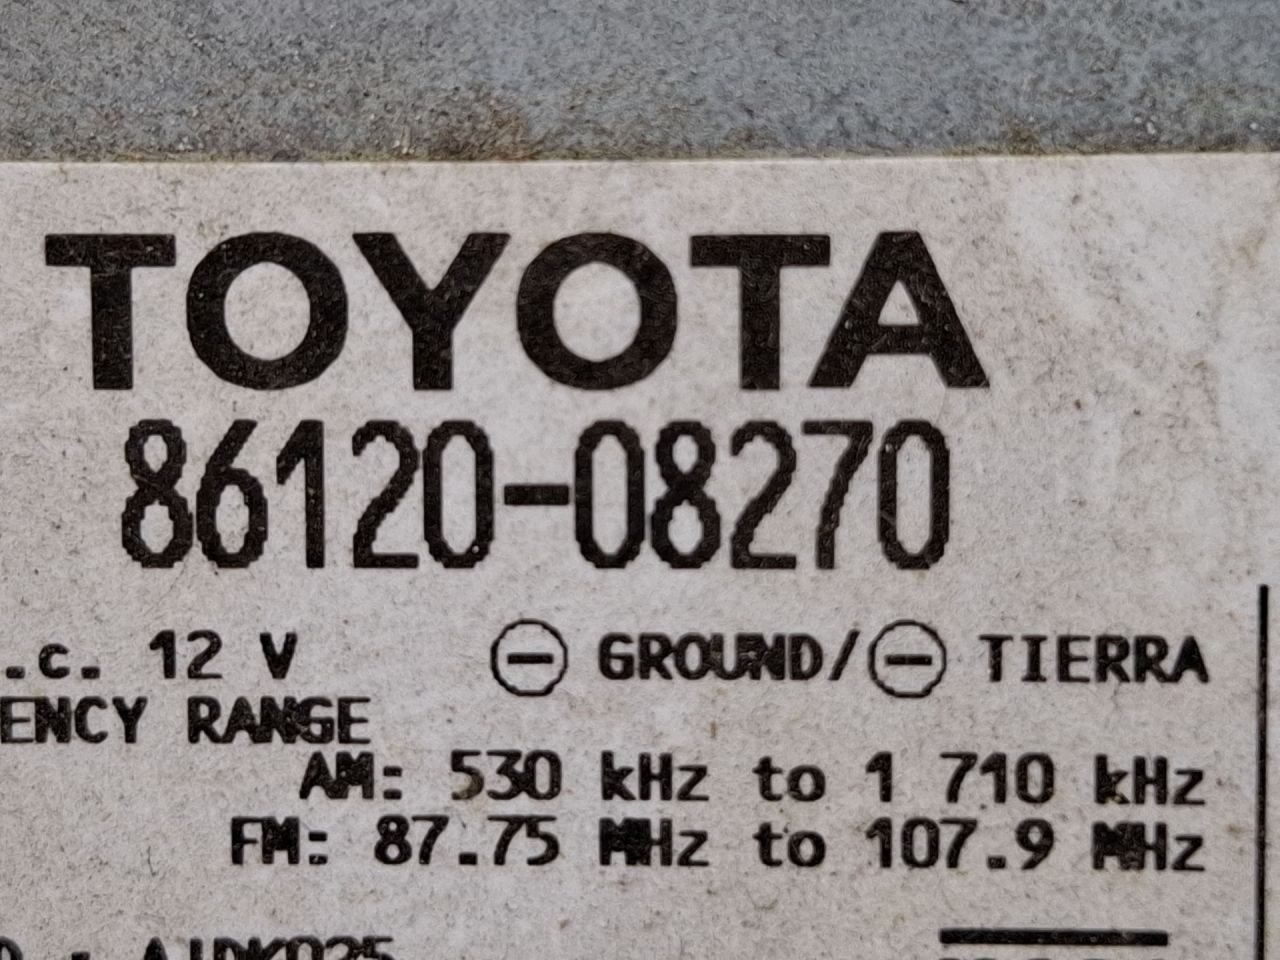 TOYOTA
86120-08270
.c. 12 V ⊖ GROUND/⊖ TIERRA
ENCY RANGE
AM: 530 kHz to 1 710 kHz
FM: 87.75 MHz to 107.9 MHz